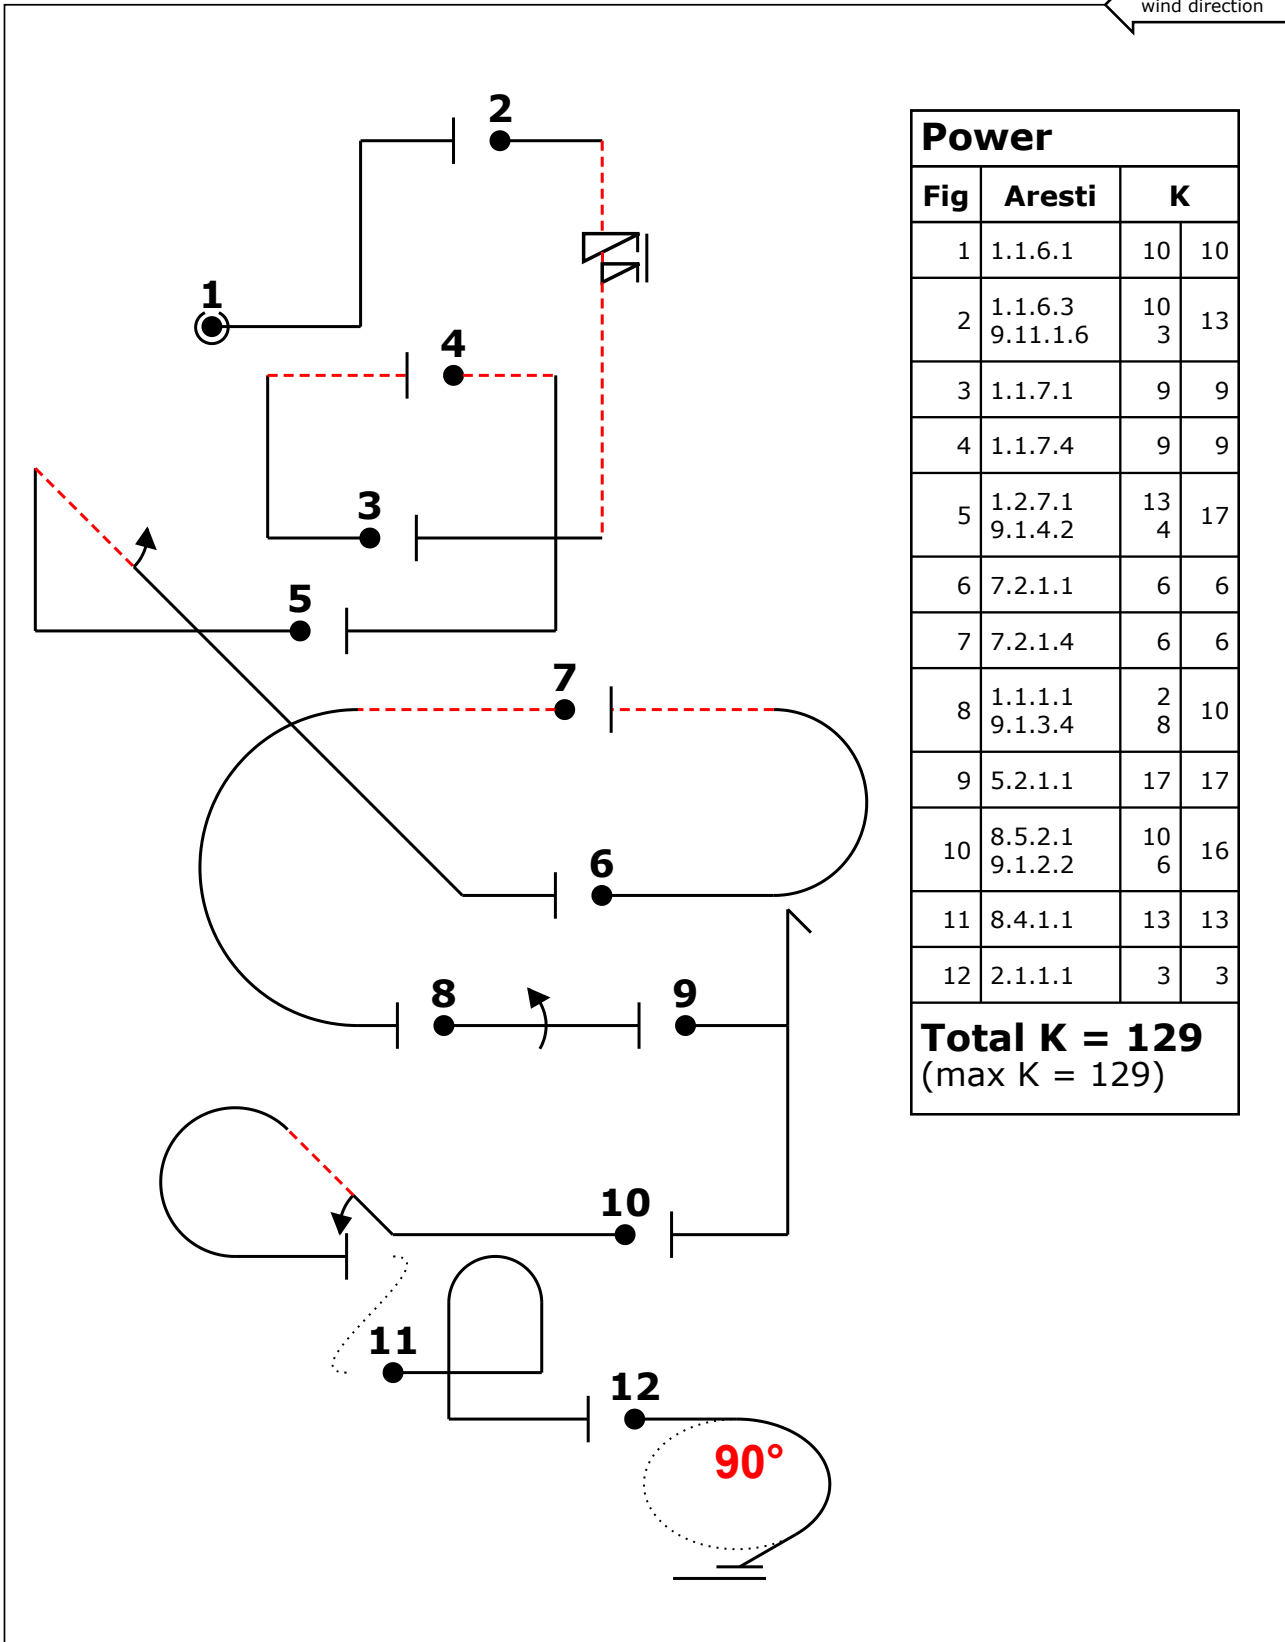 wind direction
2
1
4
3
5
7
6
8
9
10
11
12
90°
Power
Fig Aresti K
1 1.1.6.1 10 10
2 1.1.6.3 10 13
9.11.1.6 3
3 1.1.7.1 9 9
4 1.1.7.4 9 9
5 1.2.7.1 13 17
9.1.4.2 4
6 7.2.1.1 6 6
7 7.2.1.4 6 6
8 1.1.1.1 2 10
9.1.3.4 8
9 5.2.1.1 17 17
10 8.5.2.1 10 16
9.1.2.2 6
11 8.4.1.1 13 13
12 2.1.1.1 3 3
Total K = 129
(max K = 129)